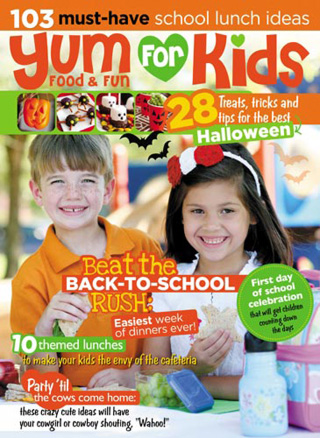 103 must-have school lunch ideas
Yum FOR Kids
FOOD & FUN
28 Treats, tricks and
tips for the best
Halloween
Beat the
BACK-TO-SCHOOL
RUSH:
Easiest week
of dinners ever!
First day
of school
celebration
that will get children
counting down
the days
10 themed lunches
to make your kids the envy of the cafeteria
Party 'til
the cows come home:
these crazy cute ideas will have
your cowgirl or cowboy shouting, "Wahoo!"